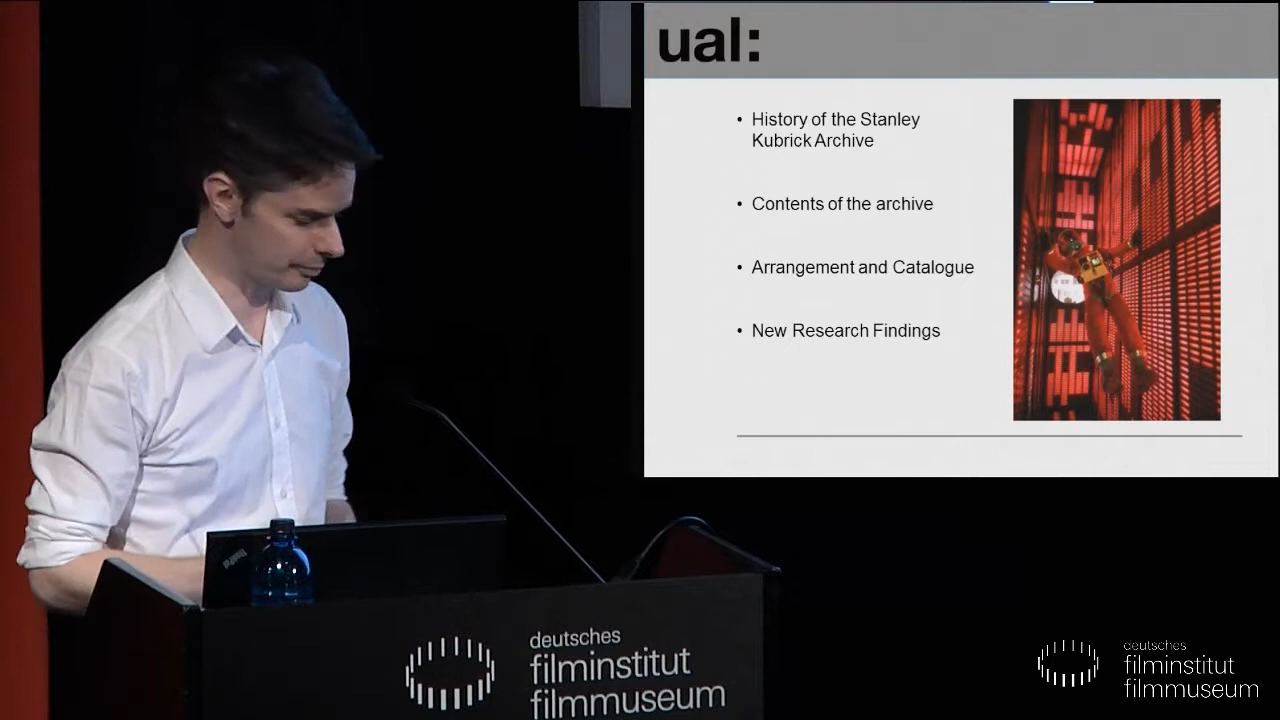 ual:
• History of the Stanley
Kubrick Archive
• Contents of the archive
• Arrangement and Catalogue
• New Research Findings
ThinkPad
deutsches
filminstitut
filmmuseum
deutsches
filminstitut
filmmuseum